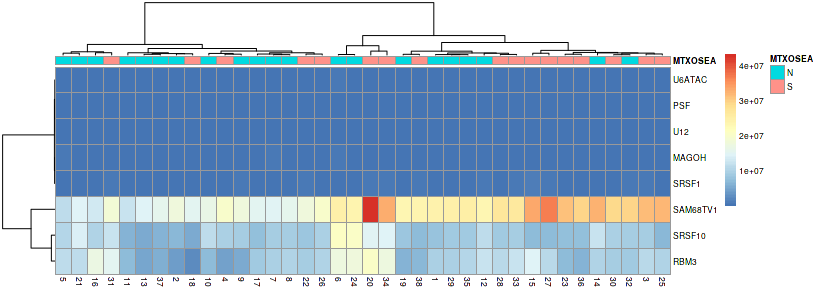 MTXOSEA
U6ATAC
PSF
U12
MAGOH
SRSF1
SAM68TV1
SRSF10
RBM3
5 21 16 31 11 13 37 2 18 10 4 9 17 7 8 22 26 6 24 20 34 19 38 1 29 35 12 28 33 15 27 23 36 14 30 32 3 25
4e+07
3e+07
2e+07
1e+07
MTXOSEA
N
S